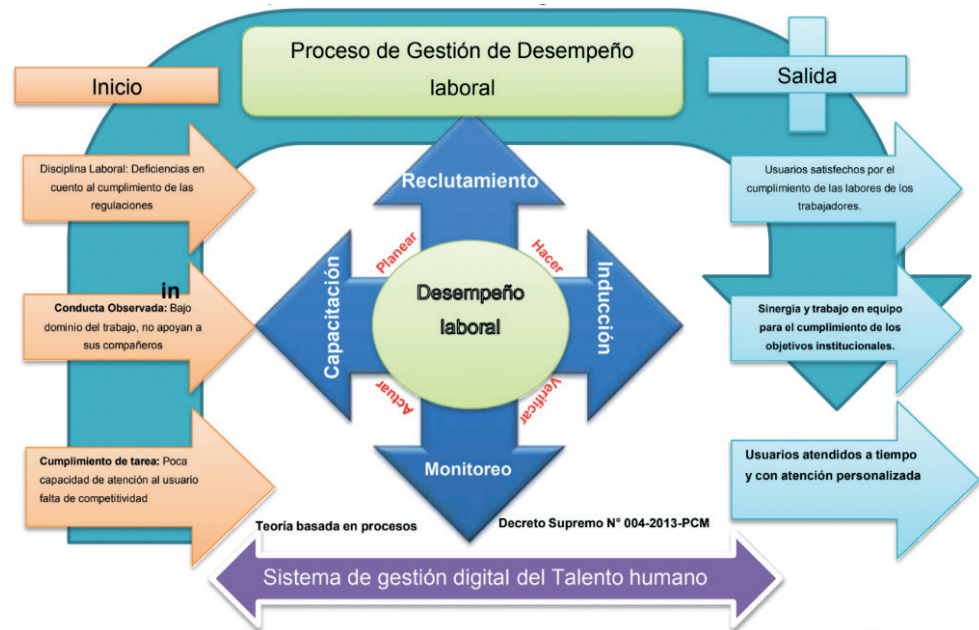 Proceso de Gestión de Desempeño
laboral
Inicio
Salida
Disciplina Laboral: Deficiencias en
cuento al cumplimiento de las
regulaciones
in
Conducta Observada: Bajo
dominio del trabajo, no apoyan a
sus compañeros
Cumplimiento de tarea: Poca
capacidad de atención al usuario
falta de competitividad
Reclutamiento
Planear
Hacer
Capacitación
Desempeño
laboral
Inducción
Actuar
Verificar
Monitoreo
Usuarios satisfechos por el
cumplimiento de las labores de los
trabajadores.
Sinergia y trabajo en equipo
para el cumplimiento de los
objetivos institucionales.
Usuarios atendidos a tiempo
y con atención personalizada
Teoría basada en procesos
Decreto Supremo N° 004-2013-PCM
Sistema de gestión digital del Talento humano